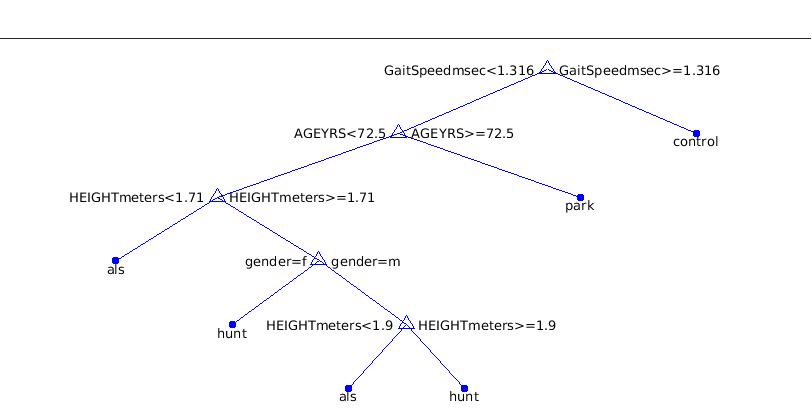 GaitSpeedmsec<1.316 GaitSpeedmsec>=1.316
AGEYRS<72.5 AGEYRS>=72.5
control
HEIGHTmeters<1.71 HEIGHTmeters>=1.71
park
als
gender=f gender=m
hunt
HEIGHTmeters<1.9 HEIGHTmeters>=1.9
als
hunt